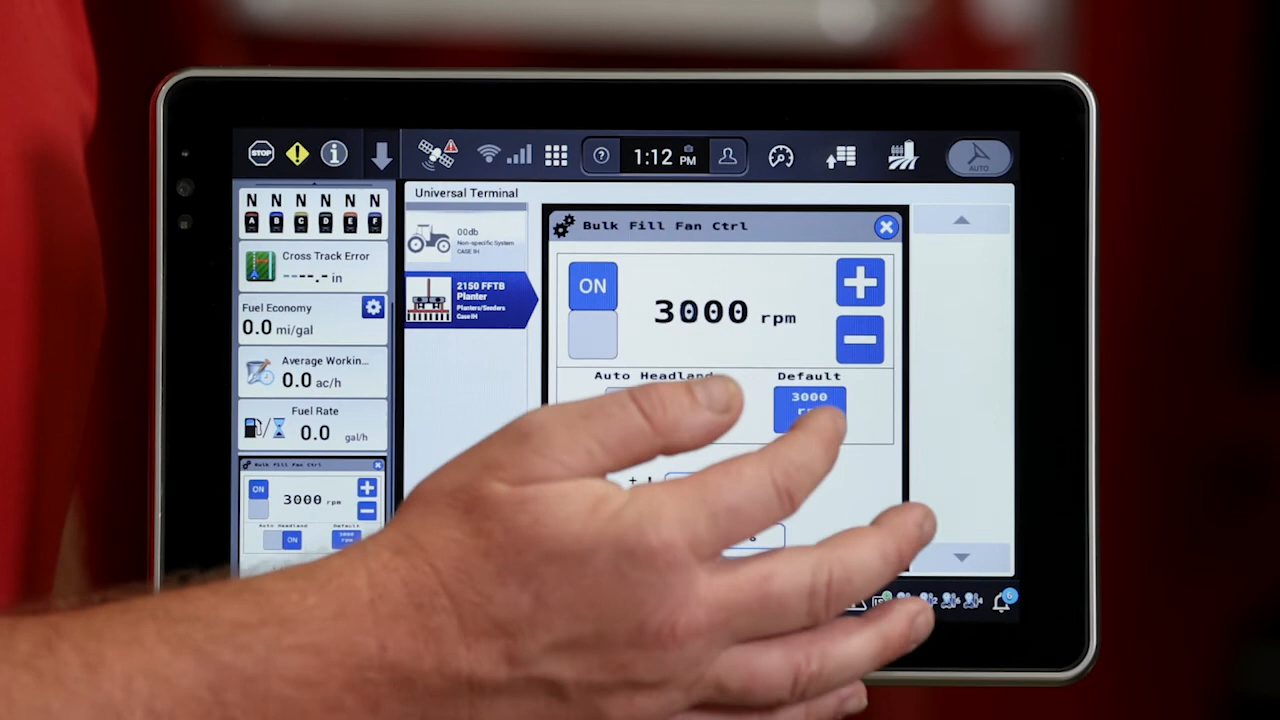 STOP
1:12 PM
AUTO
N N N N N N
A B C D E F
Cross Track Error
---.- in
Fuel Economy
0.0 mi/gal
Average Workin...
0.0 ac/h
Fuel Rate
0.0 gal/h
Bulk Fill Fan Ctrl
ON
3000 rpm
Auto Headland
Default
ON
3000
rpm
Universal Terminal
00db
Non-specific System
CASE IH
2150 FFTB
Planter
Planters/Seeders
Case IH
Bulk Fill Fan Ctrl
ON
3000 rpm
Auto Headland
Default
3000
6